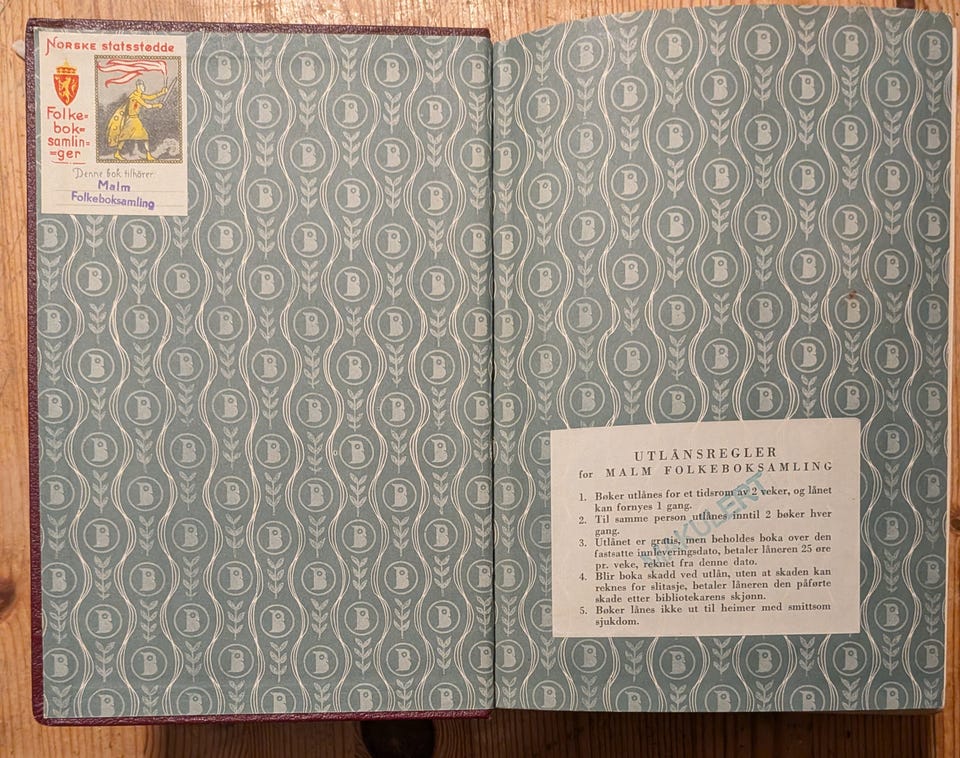 NORSKE STATSSTØDDE
Folke=
bok=
samlin=
=ger
Denne bok tilhörer:
Malm
Folkeboksamling
UTLÅNSREGLER
for MALM FOLKEBOKSAMLING
1. Bøker utlånes for et tidsrom av 2 veker, og lånet
kan fornyes 1 gang.
2. Til samme person utlånes inntil 2 bøker hver
gang.
3. Utlånet er gratis, men beholdes boka over den
fastsatte innleveringsdato, betaler låneren 25 øre
pr. veke, reknet fra denne dato.
4. Blir boka skadd ved utlån, uten at skaden kan
reknes for slitasje, betaler låneren den påførte
skade etter bibliotekarens skjønn.
5. Bøker lånes ikke ut til heimer med smittsom
sjukdom.
MAKULERT